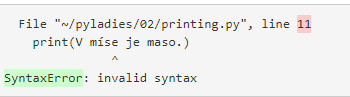 File "~/pyladies/02/printing.py", line 11
print(V míse je maso.)
^
SyntaxError: invalid syntax